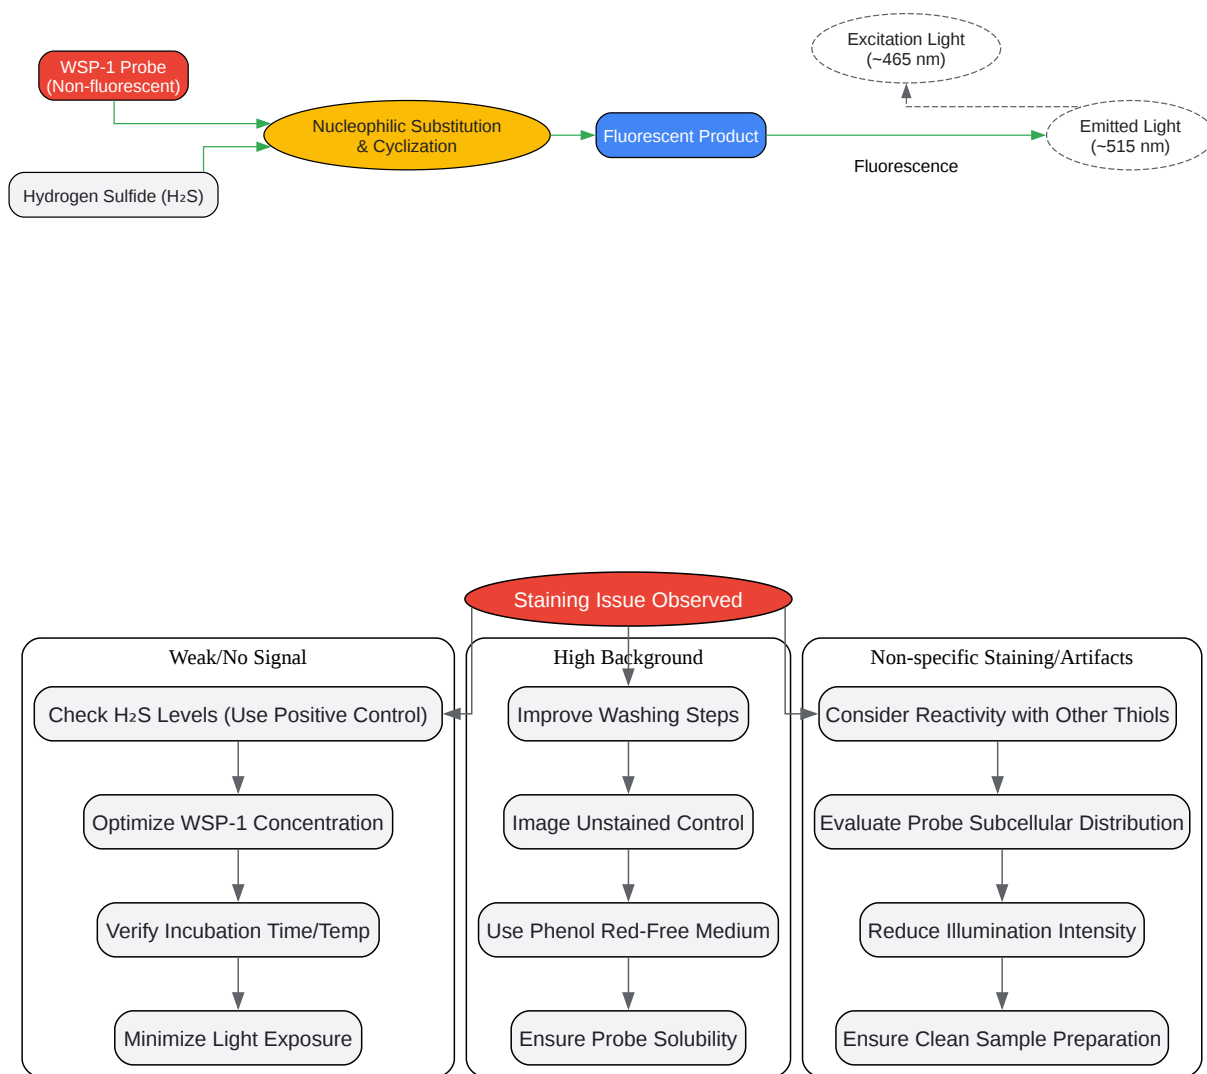 Excitation Light
(~465 nm)
WSP-1 Probe
(Non-fluorescent)
Nucleophilic Substitution
& Cyclization
Fluorescent Product
Emitted Light
(~515 nm)
Fluorescence
Hydrogen Sulfide (H₂S)
Staining Issue Observed
Weak/No Signal
High Background
Non-specific Staining/Artifacts
Check H₂S Levels (Use Positive Control)
Improve Washing Steps
Consider Reactivity with Other Thiols
Optimize WSP-1 Concentration
Image Unstained Control
Evaluate Probe Subcellular Distribution
Verify Incubation Time/Temp
Use Phenol Red-Free Medium
Reduce Illumination Intensity
Minimize Light Exposure
Ensure Probe Solubility
Ensure Clean Sample Preparation